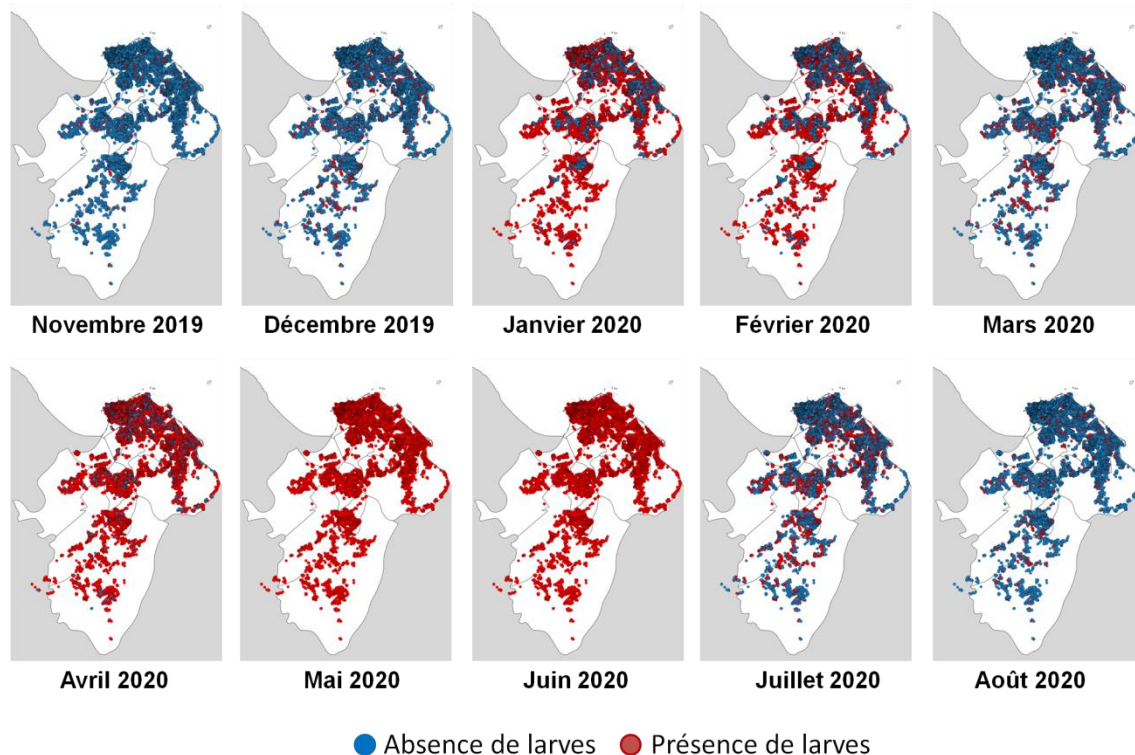 Novembre 2019 Décembre 2019 Janvier 2020 Février 2020 Mars 2020
Avril 2020 Mai 2020 Juin 2020 Juillet 2020 Août 2020
Absence de larves Présence de larves